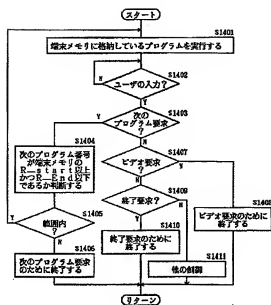 スタート
S1401
端末メモリに格納しているプログラムを実行する
S1402
N
ユーザの入力?
Y
S1403
次の
プログラム要求
?
Y
N
S1404
次のプログラム番号
が端末メモリの
R_start以上
かつR_End以下
であるか判断する
S1407
ビデオ要求?
Y
N
S1405
範囲内
?
Y
N
S1409
終了要求?
Y
N
S1408
ビデオ要求のために
終了する
S1406
次のプログラム要求
のために終了する
S1410
終了要求のために
終了する
S1411
他の制御
リターン